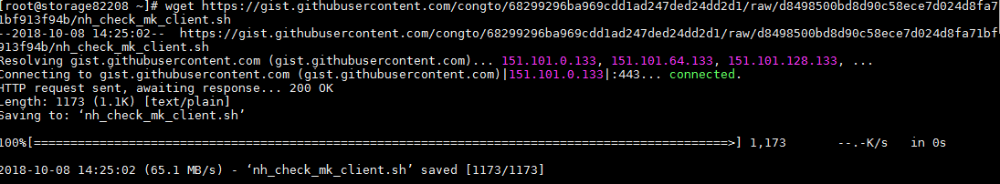 [root@storage82208 ~]# wget https://gist.githubusercontent.com/congto/68299296ba969cdd1ad247ded24dd2d1/raw/d8498500bd8d90c58ece7d024d8fa7
1bf913f94b/nh_check_mk_client.sh
--2018-10-08 14:25:02--  https://gist.githubusercontent.com/congto/68299296ba969cdd1ad247ded24dd2d1/raw/d8498500bd8d90c58ece7d024d8fa71bf
913f94b/nh_check_mk_client.sh
Resolving gist.githubusercontent.com (gist.githubusercontent.com)... 151.101.0.133, 151.101.64.133, 151.101.128.133, ...
Connecting to gist.githubusercontent.com (gist.githubusercontent.com)|151.101.0.133|:443... connected.
HTTP request sent, awaiting response... 200 OK
Length: 1173 (1.1K) [text/plain]
Saving to: ‘nh_check_mk_client.sh’
100%[===============================================================================================>] 1,173       --.-K/s   in 0s
2018-10-08 14:25:02 (65.1 MB/s) - ‘nh_check_mk_client.sh’ saved [1173/1173]